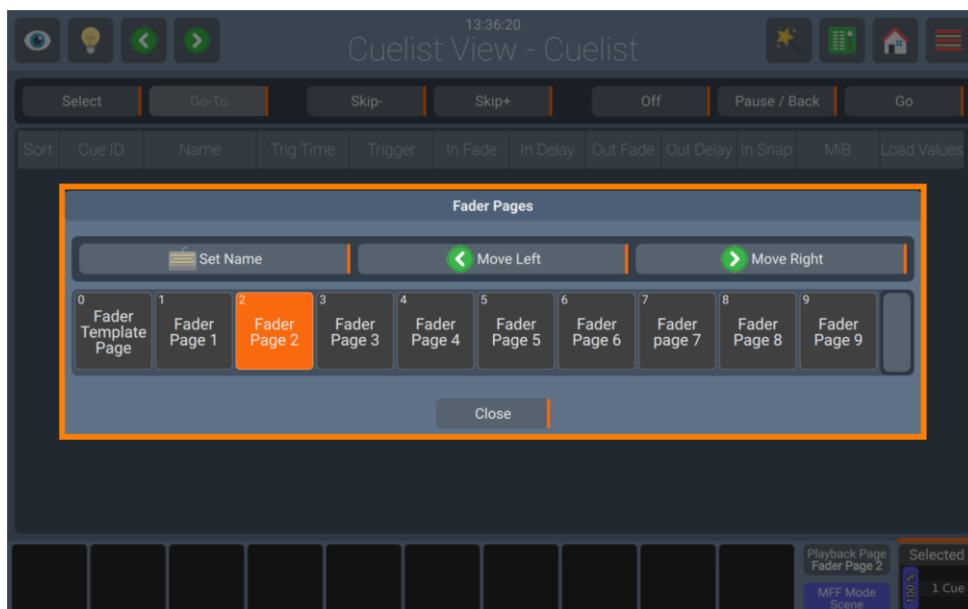 13:36:20
Cuelist View - Cuelist
Select Go-To Skip- Skip+ Off Pause / Back Go
Sort Cue ID Name Trig Time Trigger In Fade In Delay Out Fade Out Delay In Snap MiB Load Values
Fader Pages
Set Name Move Left Move Right
0 1 2 3 4 5 6 7 8 9
Fader
Template
Page
Fader
Page 1
Fader
Page 2
Fader
Page 3
Fader
Page 4
Fader
Page 5
Fader
Page 6
Fader
page 7
Fader
Page 8
Fader
Page 9
Close
Playback Page
Fader Page 2
Selected
MFF Mode
Scene
100 %
1 Cue